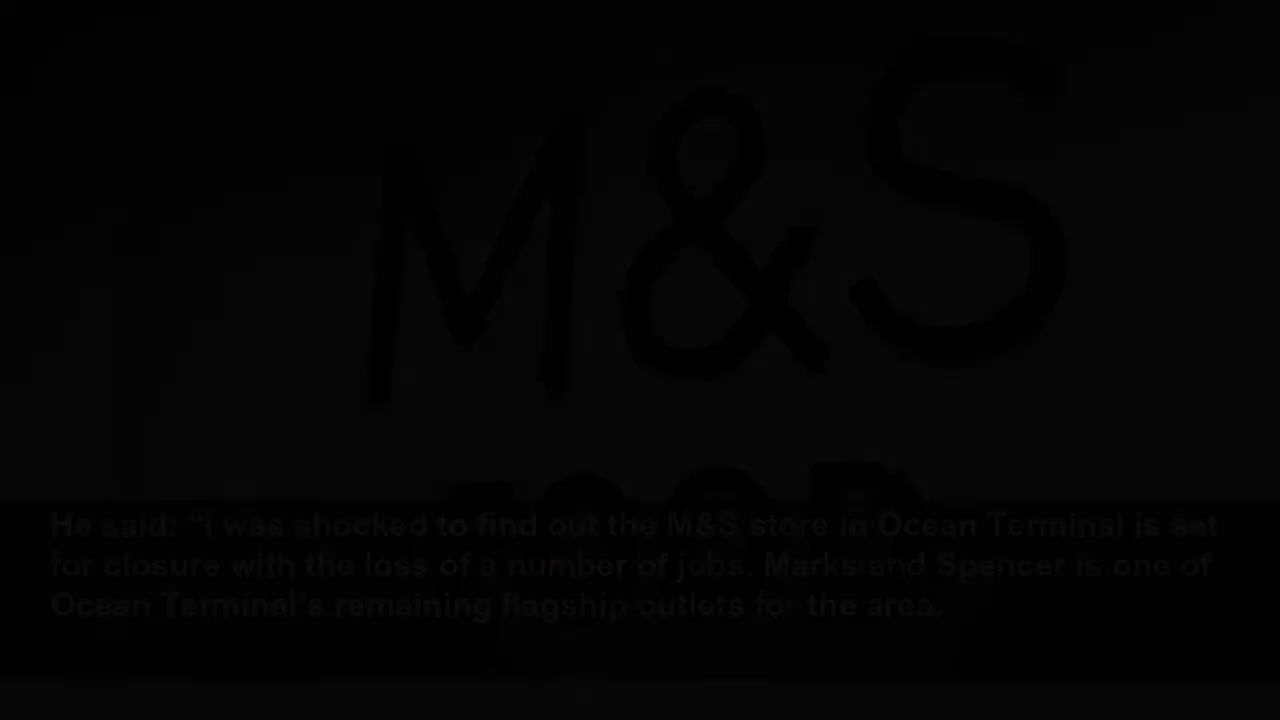 M&S
FOOD
He said: "I was shocked to find out the M&S store in Ocean Terminal is set
for closure with the loss of a number of jobs. Marks and Spencer is one of
Ocean Terminal's remaining flagship outlets for the area.